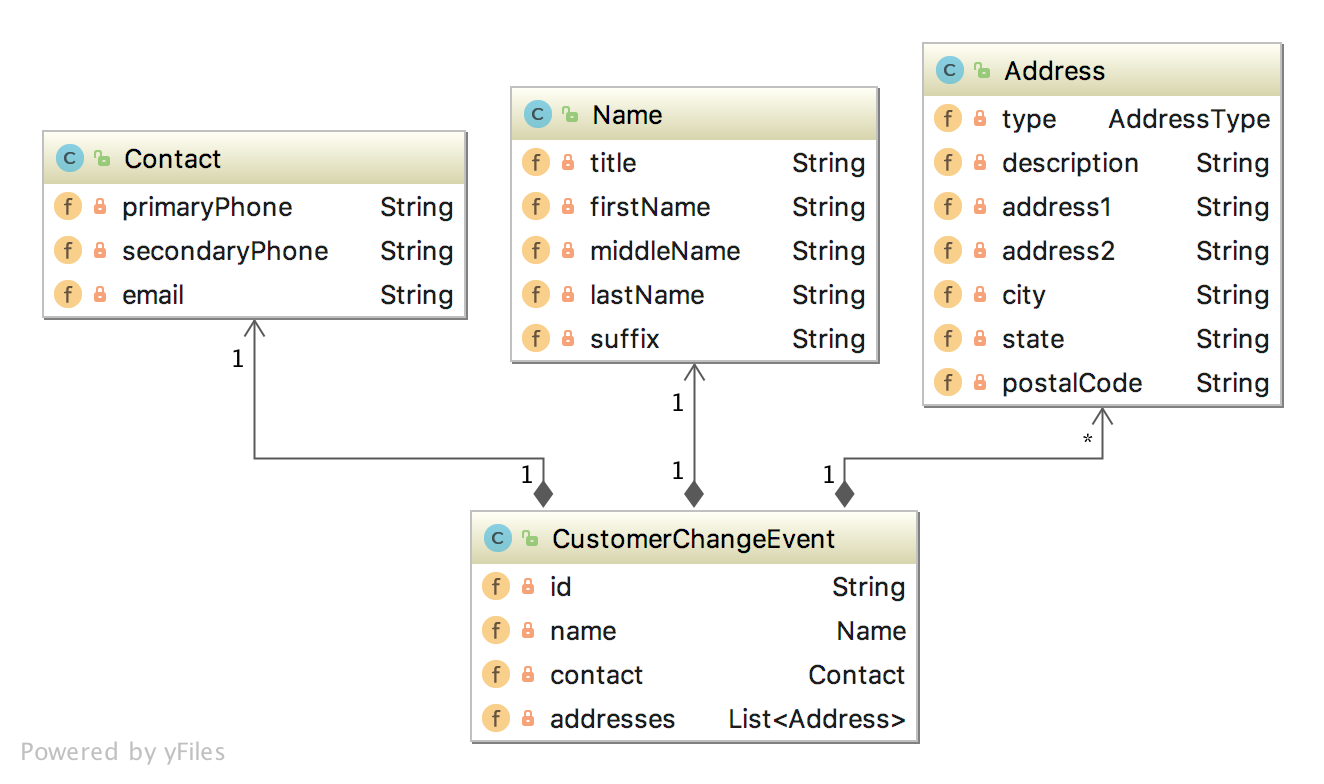 C Contact
f primaryPhone String
f secondaryPhone String
f email String
C Name
f title String
f firstName String
f middleName String
f lastName String
f suffix String
C Address
f type AddressType
f description String
f address1 String
f address2 String
f city String
f state String
f postalCode String
1
1
*
1
1
1
C CustomerChangeEvent
f id String
f name Name
f contact Contact
f addresses List<Address>
Powered by yFiles